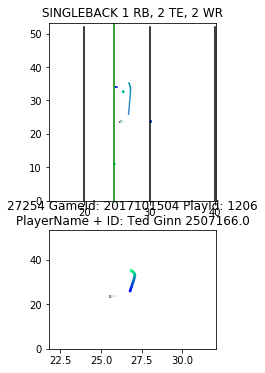 SINGLEBACK 1 RB, 2 TE, 2 WR
50
40
30
20
10
0
20 30 40
27254 GameId: 2017101504 PlayId: 1206
PlayerName + ID: Ted Ginn 2507166.0
40
20
0
22.5 25.0 27.5 30.0